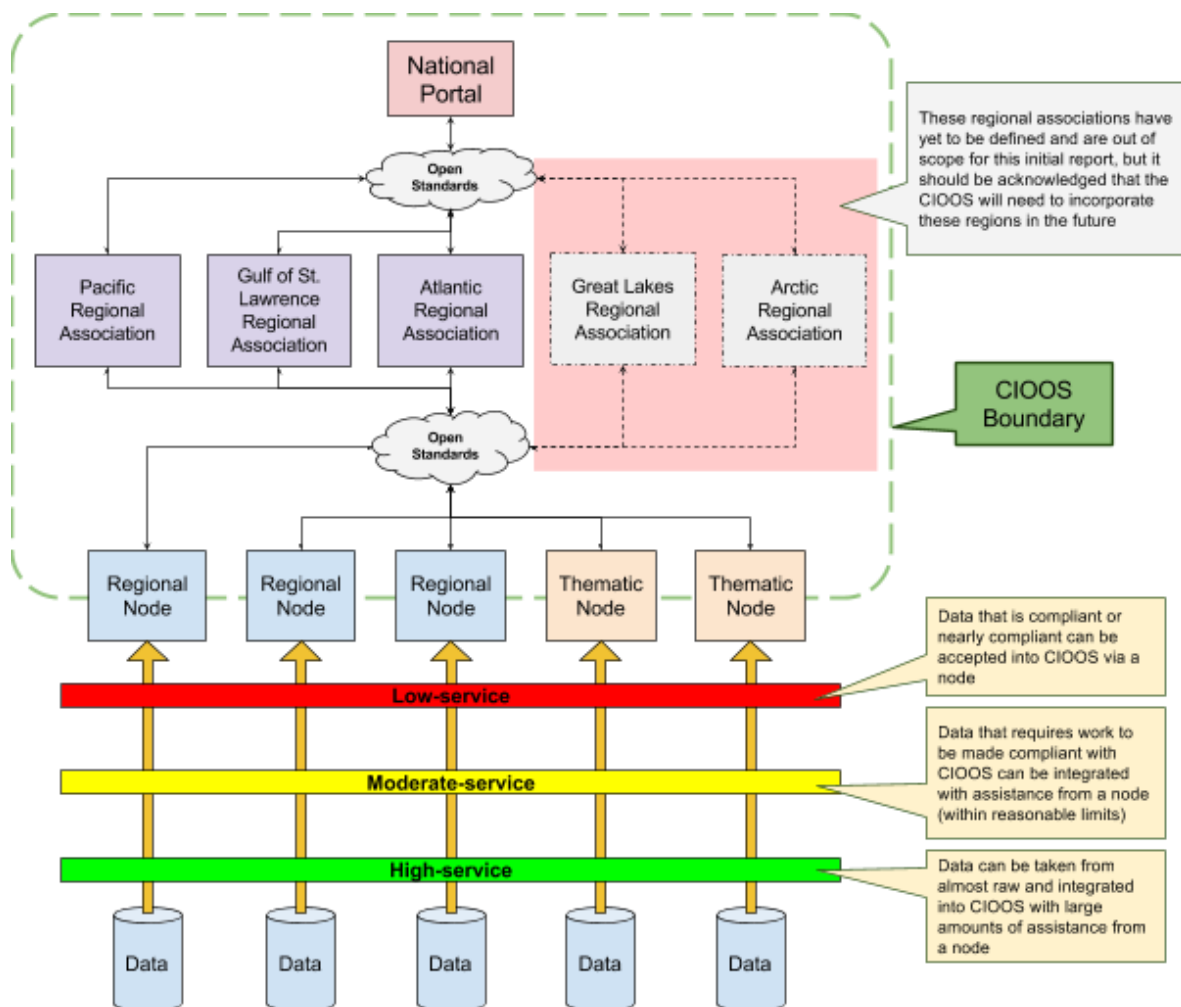 National
Portal
These regional associations have
yet to be defined and are out of
scope for this initial report, but it
should be acknowledged that the
CIOOS will need to incorporate
these regions in the future
Open
Standards
Pacific
Regional
Association
Gulf of St.
Lawrence
Regional
Association
Atlantic
Regional
Association
Great Lakes
Regional
Association
Arctic
Regional
Association
CIOOS
Boundary
Open
Standards
Regional
Node
Regional
Node
Regional
Node
Thematic
Node
Thematic
Node
Data that is compliant or
nearly compliant can be
accepted into CIOOS via a
node
Low-service
Data that requires work to
be made compliant with
CIOOS can be integrated
with assistance from a node
(within reasonable limits)
Moderate-service
High-service
Data can be taken from
almost raw and integrated
into CIOOS with large
amounts of assistance from
a node
Data
Data
Data
Data
Data